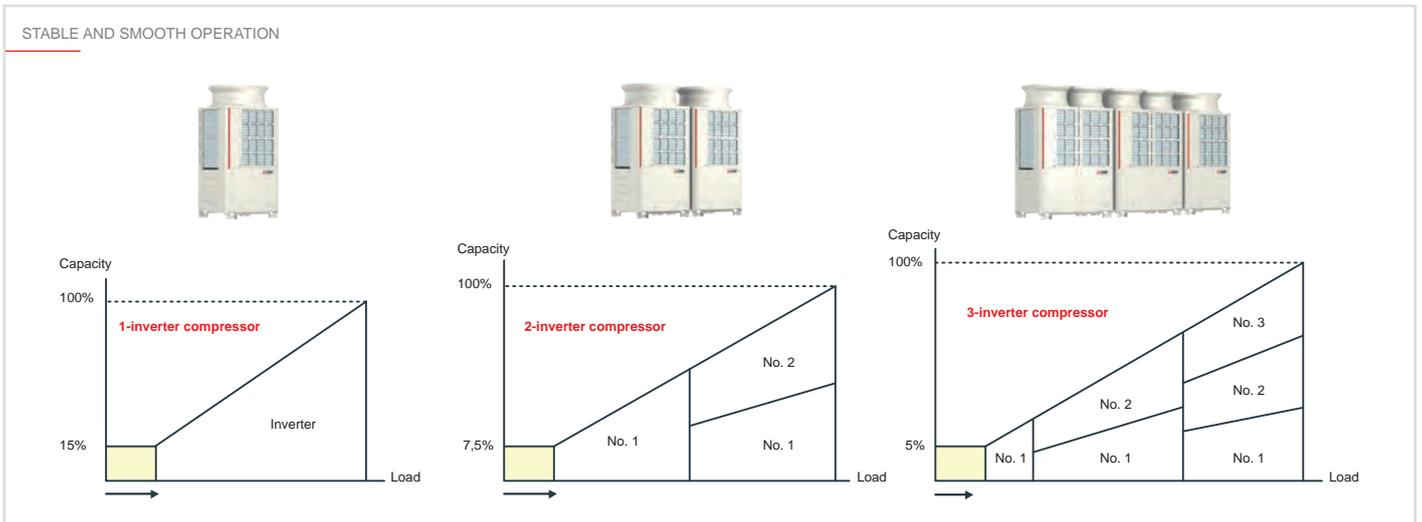 STABLE AND SMOOTH OPERATION
Capacity
100%
1-inverter compressor
Inverter
15%
Load
Capacity
100%
2-inverter compressor
No. 2
No. 1
No. 1
7,5%
Load
Capacity
100%
3-inverter compressor
No. 3
No. 2
No. 2
No. 1
No. 1
No. 1
5%
Load